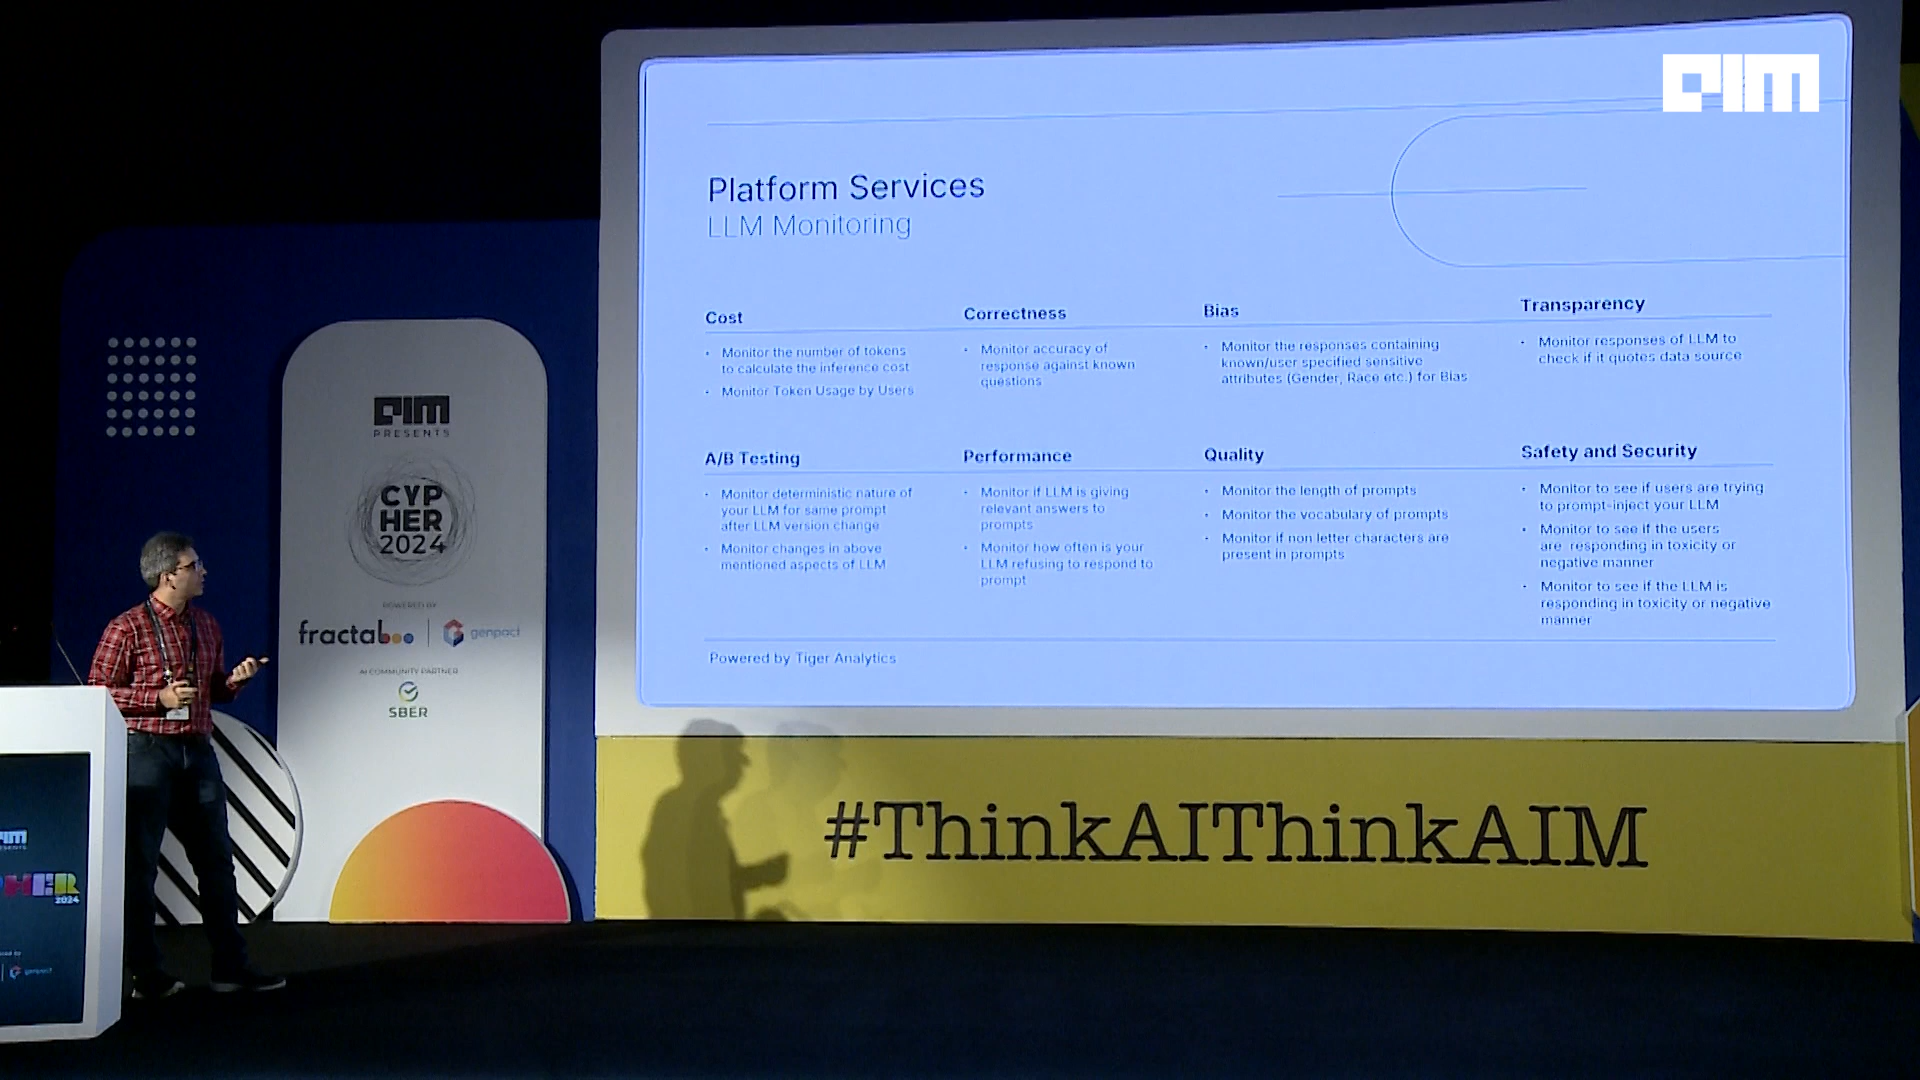 AIM
Platform Services
LLM Monitoring
Cost
Monitor the number of tokens
to calculate the inference cost
Monitor Token Usage by Users
Correctness
Monitor accuracy of
response against known
questions
Bias
Monitor the responses containing
known/user specified sensitive
attributes (Gender, Race etc.) for Bias
Transparency
Monitor responses of LLM to
check if it quotes data source
A/B Testing
Monitor deterministic nature of
your LLM for same prompt
after LLM version change
Monitor changes in above
mentioned aspects of LLM
Performance
Monitor if LLM is giving
relevant answers to
prompts
Monitor how often is your
LLM refusing to respond to
prompt
Quality
Monitor the length of prompts
Monitor the vocabulary of prompts
Monitor if non letter characters are
present in prompts
Safety and Security
Monitor to see if users are trying
to prompt-inject your LLM
Monitor to see if the users
are responding in toxicity or
negative manner
Monitor to see if the LLM is
responding in toxicity or negative
manner
Powered by Tiger Analytics
AIM
PRESENTS
CYP
HER
2024
POWERED BY
fractal
genpact
AI COMMUNITY PARTNER
SBER
#ThinkAIThinkAIM
2024
genpact